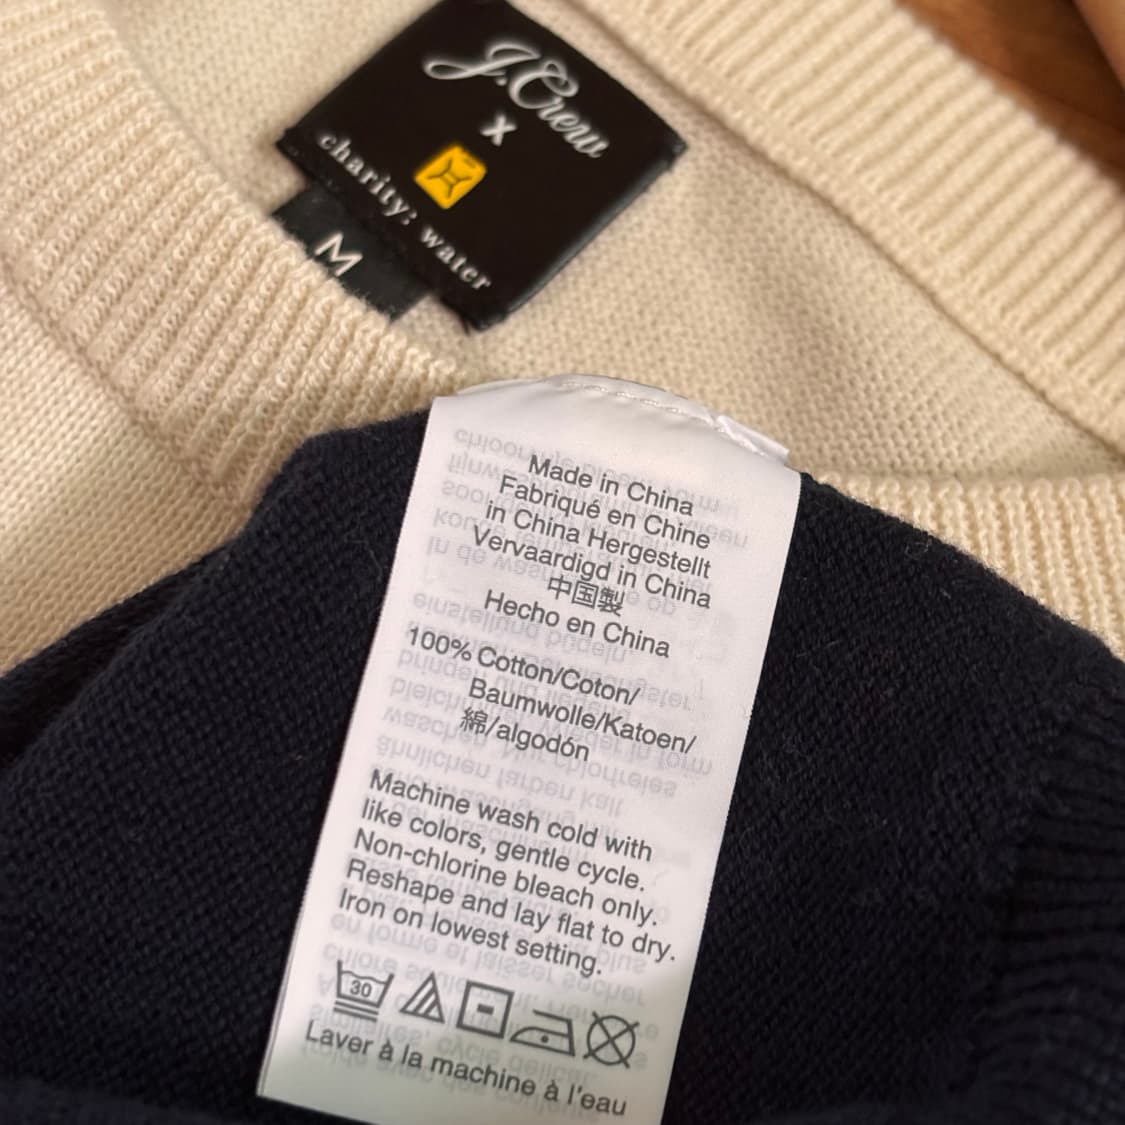 J.Crew
x
charity: water
M
Made in China
Fabriqué en Chine
in China Hergestellt
Vervaardigd in China
中国製
Hecho en China
100% Cotton/Coton/
Baumwolle/Katoen/
綿/algodón
Machine wash cold with
like colors, gentle cycle.
Non-chlorine bleach only.
Reshape and lay flat to dry.
Iron on lowest setting.
30
Laver à la machine à l'eau